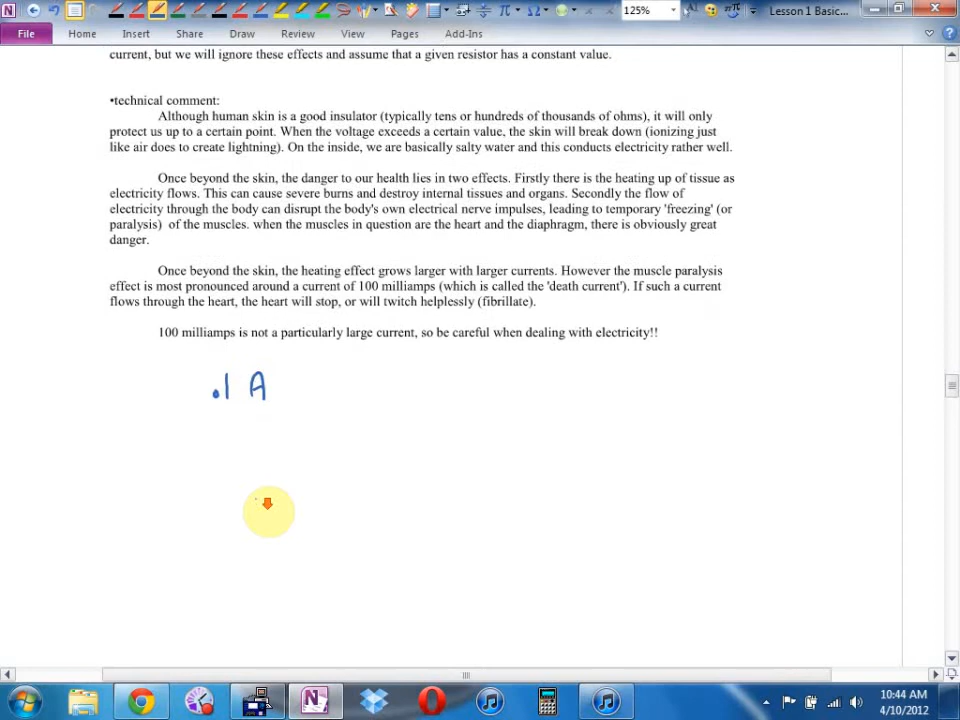 125%
Lesson 1 Basic...
File Home Insert Share Draw Review View Pages Add-Ins
current, but we will ignore these effects and assume that a given resistor has a constant value.
•technical comment:
Although human skin is a good insulator (typically tens or hundreds of thousands of ohms), it will only
protect us up to a certain point. When the voltage exceeds a certain value, the skin will break down (ionizing just
like air does to create lightning). On the inside, we are basically salty water and this conducts electricity rather well.
Once beyond the skin, the danger to our health lies in two effects. Firstly there is the heating up of tissue as
electricity flows. This can cause severe burns and destroy internal tissues and organs. Secondly the flow of
electricity through the body can disrupt the body's own electrical nerve impulses, leading to temporary 'freezing' (or
paralysis) of the muscles. when the muscles in question are the heart and the diaphragm, there is obviously great
danger.
Once beyond the skin, the heating effect grows larger with larger currents. However the muscle paralysis
effect is most pronounced around a current of 100 milliamps (which is called the 'death current'). If such a current
flows through the heart, the heart will stop, or will twitch helplessly (fibrillate).
100 milliamps is not a particularly large current, so be careful when dealing with electricity!!
.1 A
10:44 AM
4/10/2012